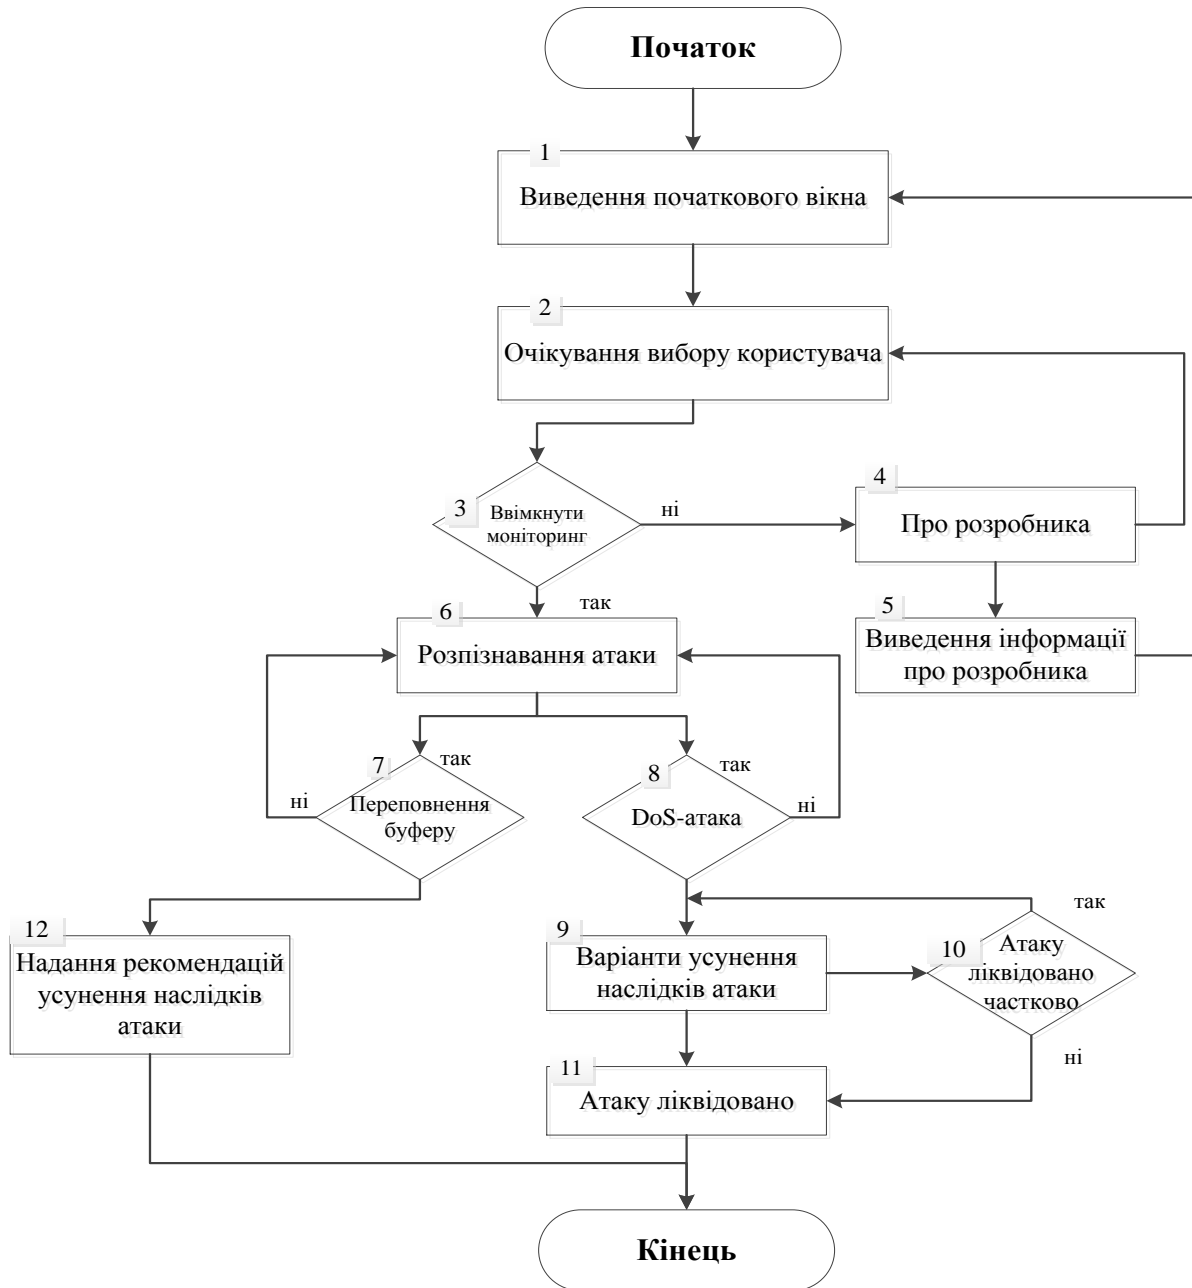 Початок
1
Виведення початкового вікна
2
Очікування вибору користувача
3
Ввімкнути
моніторинг
ні
4
Про розробника
так
5
Виведення інформації
про розробника
6
Розпізнавання атаки
7
так
ні
Переповнення
буферу
8
так
DoS-атака
ні
12
Надання рекомендацій
усунення наслідків
атаки
9
Варіанти усунення
наслідків атаки
так
10
Атаку
ліквідовано
частково
ні
11
Атаку ліквідовано
Кінець